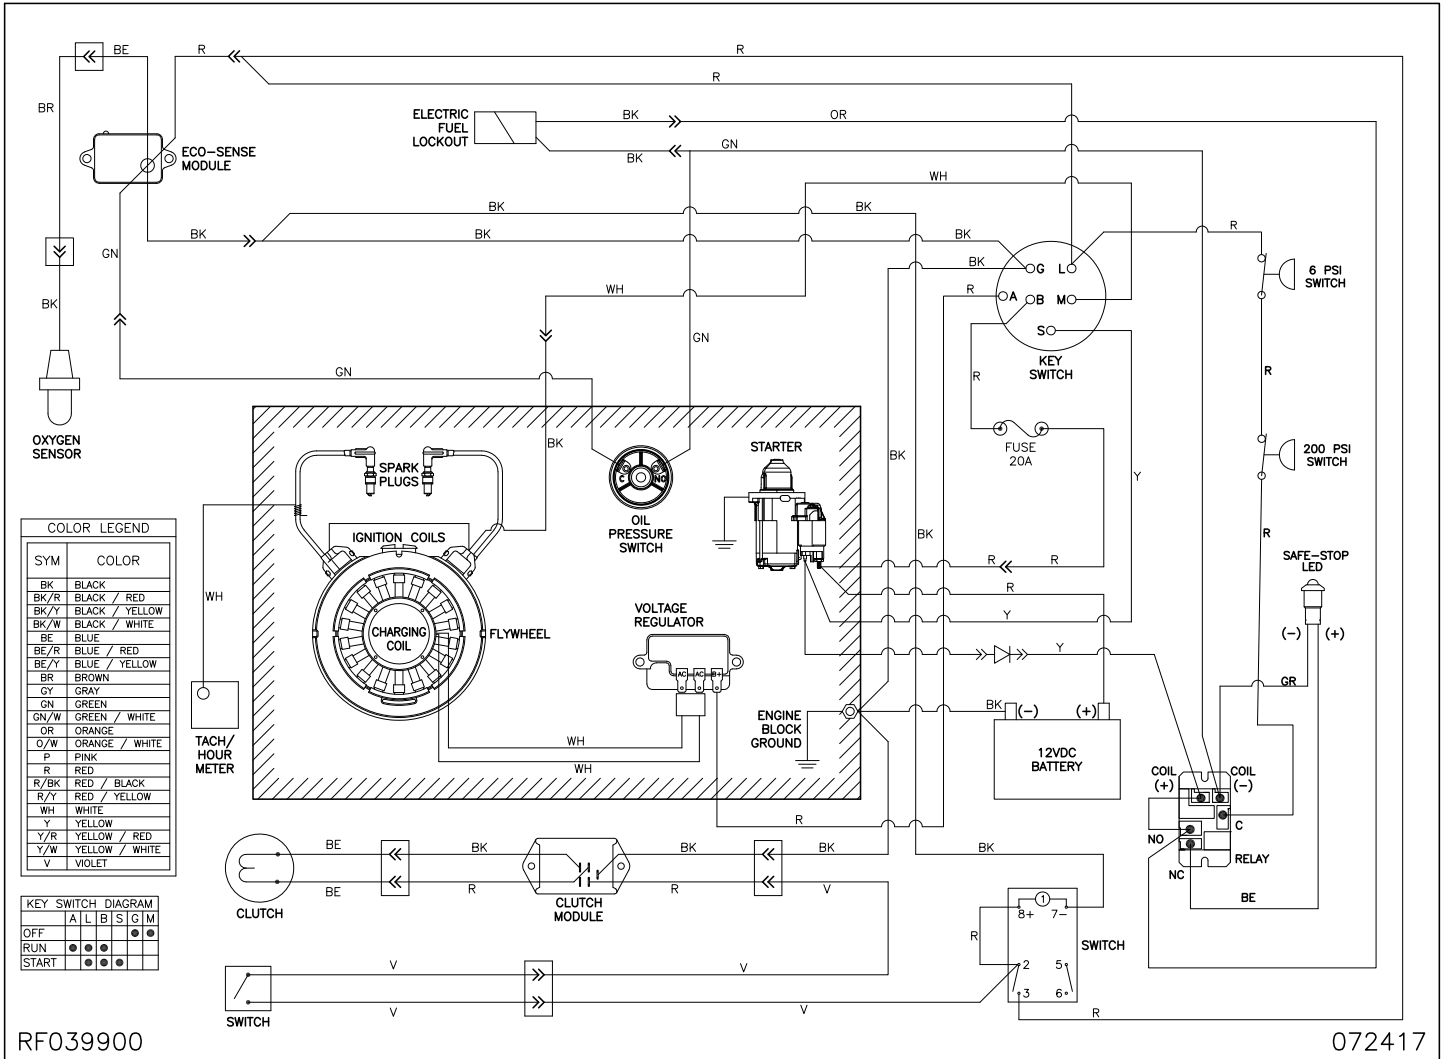 BE
R
R
R
BR
ELECTRIC
FUEL
LOCKOUT
BK
OR
GN
BK
ECO-SENSE
MODULE
WH
BK
R
BK
BK
BK
GN
BK
G
L
6 PSI
SWITCH
WH
R
A
B
M
BK
S
GN
KEY
SWITCH
GN
R
R
OXYGEN
SENSOR
BK
STARTER
FUSE
20A
200 PSI
SWITCH
SPARK
PLUGS
BK
C
NO
Y
OIL
PRESSURE
SWITCH
COLOR LEGEND
SYM COLOR
BK BLACK
BK/R BLACK / RED
BK/Y BLACK / YELLOW
BK/W BLACK / WHITE
BE BLUE
BE/R BLUE / RED
BE/Y BLUE / YELLOW
BR BROWN
GY GRAY
GN GREEN
GN/W GREEN / WHITE
OR ORANGE
O/W ORANGE / WHITE
P PINK
R RED
R/BK RED / BLACK
R/Y RED / YELLOW
WH WHITE
Y YELLOW
Y/R YELLOW / RED
Y/W YELLOW / WHITE
V VIOLET
IGNITION COILS
BK
R
SAFE-STOP
LED
R
R
WH
R
VOLTAGE
REGULATOR
CHARGING
COIL
FLYWHEEL
Y
(-)
(+)
Y
AC
AC
B+
GR
ENGINE
BLOCK
GROUND
BK
(-)
(+)
TACH/
HOUR
METER
WH
WH
12VDC
BATTERY
COIL
(+)
COIL
(-)
R
C
NO
RELAY
NC
BE
BK
BK
BK
BK
BE
R
R
V
BE
CLUTCH
CLUTCH
MODULE
KEY SWITCH DIAGRAM
A L B S G M
OFF
RUN
START
1
8+
7-
R
SWITCH
2
5
3
6
V
V
V
V
R
SWITCH
RF039900
072417